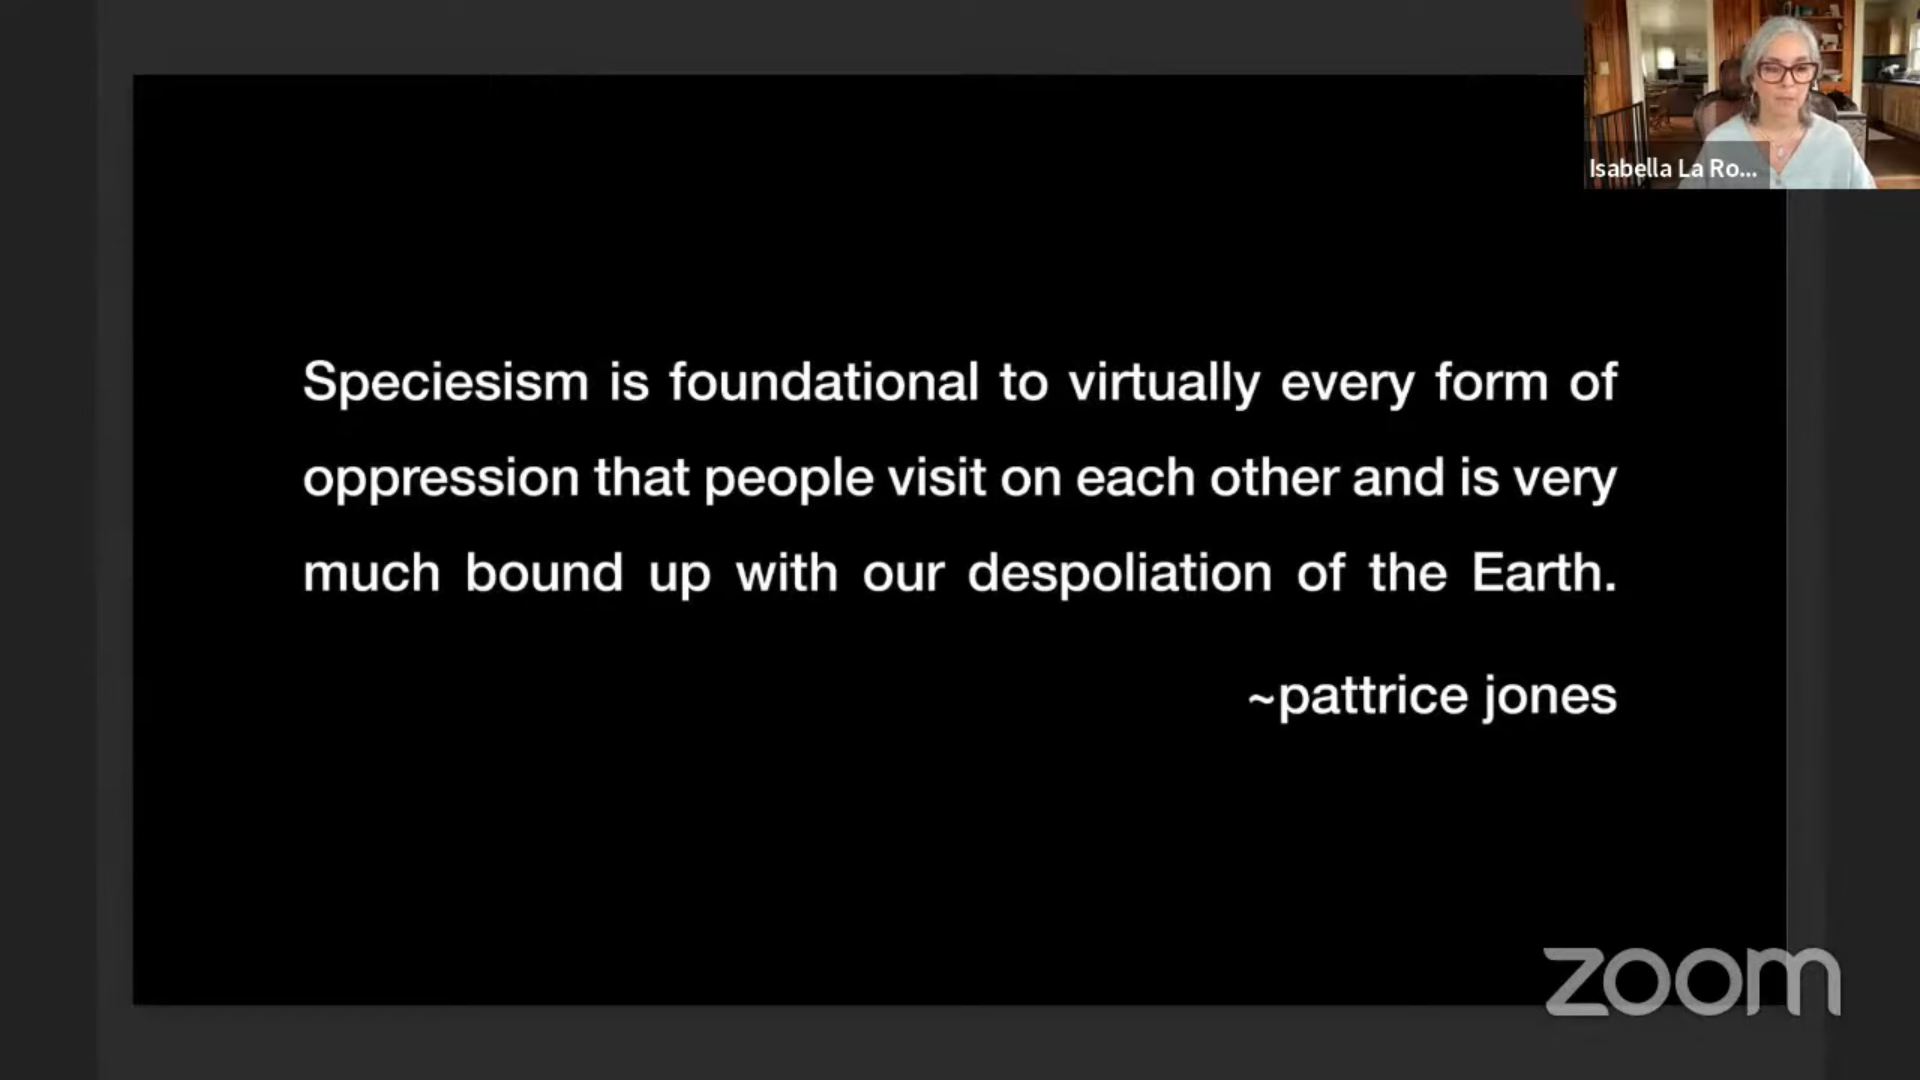 Isabella La Ro...
Speciesism is foundational to virtually every form of
oppression that people visit on each other and is very
much bound up with our despoliation of the Earth.
~pattrice jones
zoom